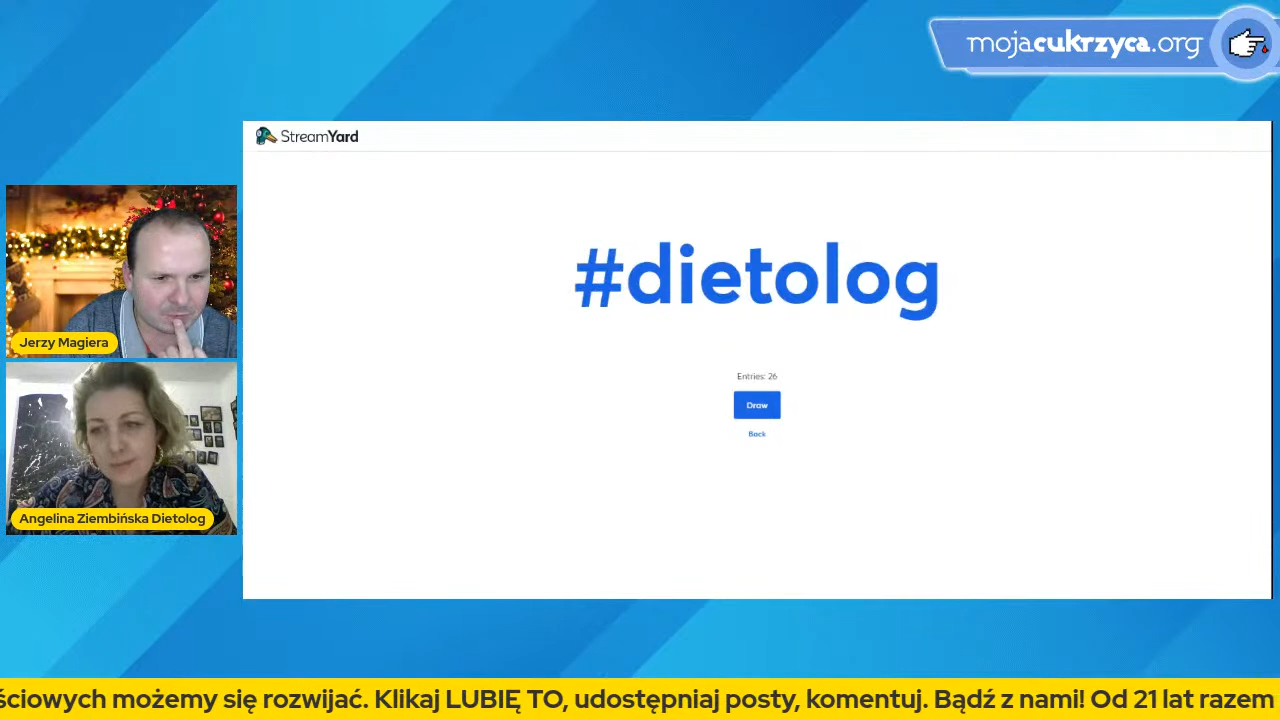 mojacukrzyca.org
StreamYard
#dietolog
Entries: 26
Draw
Back
Jerzy Magiera
Angelina Ziembińska Dietolog
ściowych możemy się rozwijać. Klikaj LUBIĘ TO, udostępniaj posty, komentuj. Bądź z nami! Od 21 lat razem